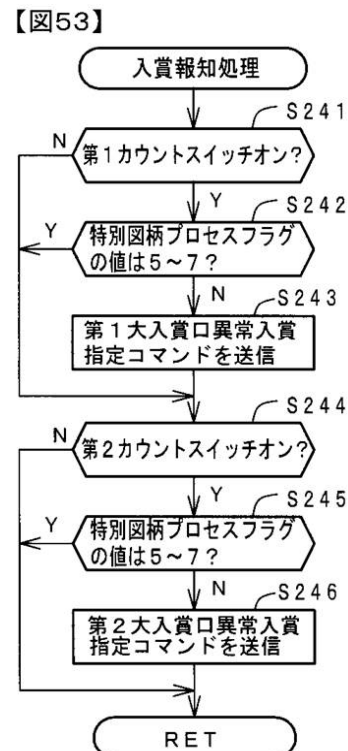 【図53】
入賞報知処理
S241
N
第1カウントスイッチオン?
Y
S242
Y
特別図柄プロセスフラグ
の値は5~7?
N
S243
第1大入賞口異常入賞
指定コマンドを送信
S244
N
第2カウントスイッチオン?
Y
S245
Y
特別図柄プロセスフラグ
の値は5~7?
N
S246
第2大入賞口異常入賞
指定コマンドを送信
RET